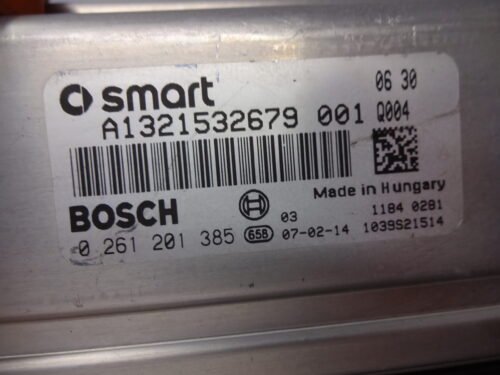 smart 06 30
A1321532679 001 Q004
Made in Hungary
BOSCH 03 1184 0281
0 261 201 385 658 07-02-14 1039S21514